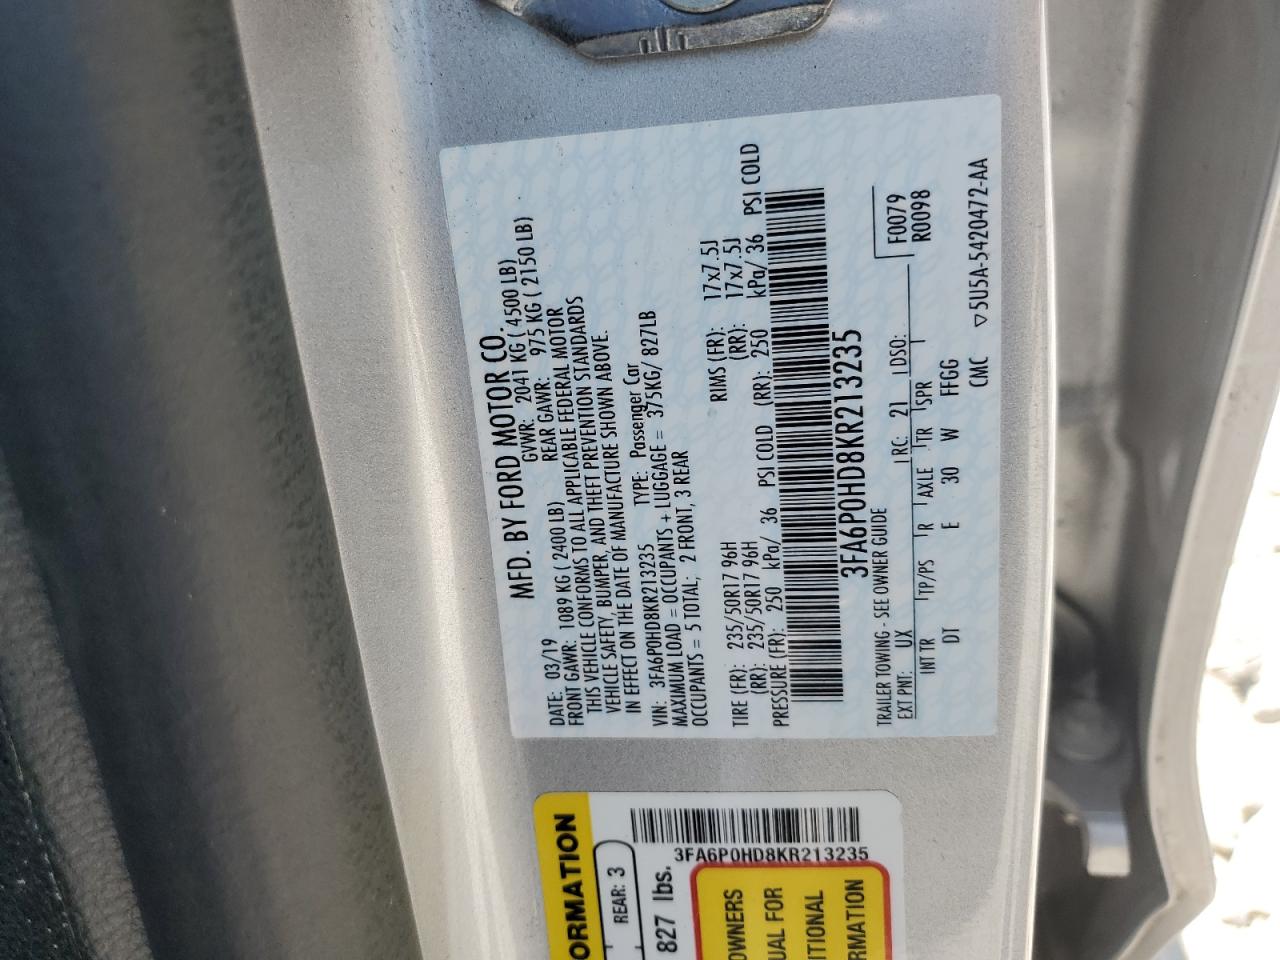 MFD. BY FORD MOTOR CO.
DATE: 03/19 GVWR: 2041 KG ( 4500 LB)
FRONT GAWR: 1089 KG ( 2400 LB) REAR GAWR: 975 KG ( 2150 LB)
THIS VEHICLE CONFORMS TO ALL APPLICABLE FEDERAL MOTOR
VEHICLE SAFETY, BUMPER, AND THEFT PREVENTION STANDARDS
IN EFFECT ON THE DATE OF MANUFACTURE SHOWN ABOVE.
VIN: 3FA6P0HD8KR213235 TYPE: Passenger Car
MAXIMUM LOAD = OCCUPANTS + LUGGAGE = 375KG/ 827LB
OCCUPANTS = 5 TOTAL; 2 FRONT, 3 REAR
TIRE (FR): 235/50R17 96H RIMS (FR): 17x7.5J
(RR): 235/50R17 96H (RR): 17x7.5J
PRESSURE (FR): 250 kPa/ 36 PSI COLD (RR): 250 kPa/ 36 PSI COLD
3FA6P0HD8KR213235
TRAILER TOWING - SEE OWNER GUIDE
EXT PNT: UX RC: 21 DSO: F0079
R0098
INT TR TP/PS R AXLE TR SPR
DT E 30 W FFGG
CMC ▽5U5A-5420472-AA
ORMATION
REAR: 3
827 lbs.
3FA6P0HD8KR213235
OWNERS
UAL FOR
ITIONAL
RMATION